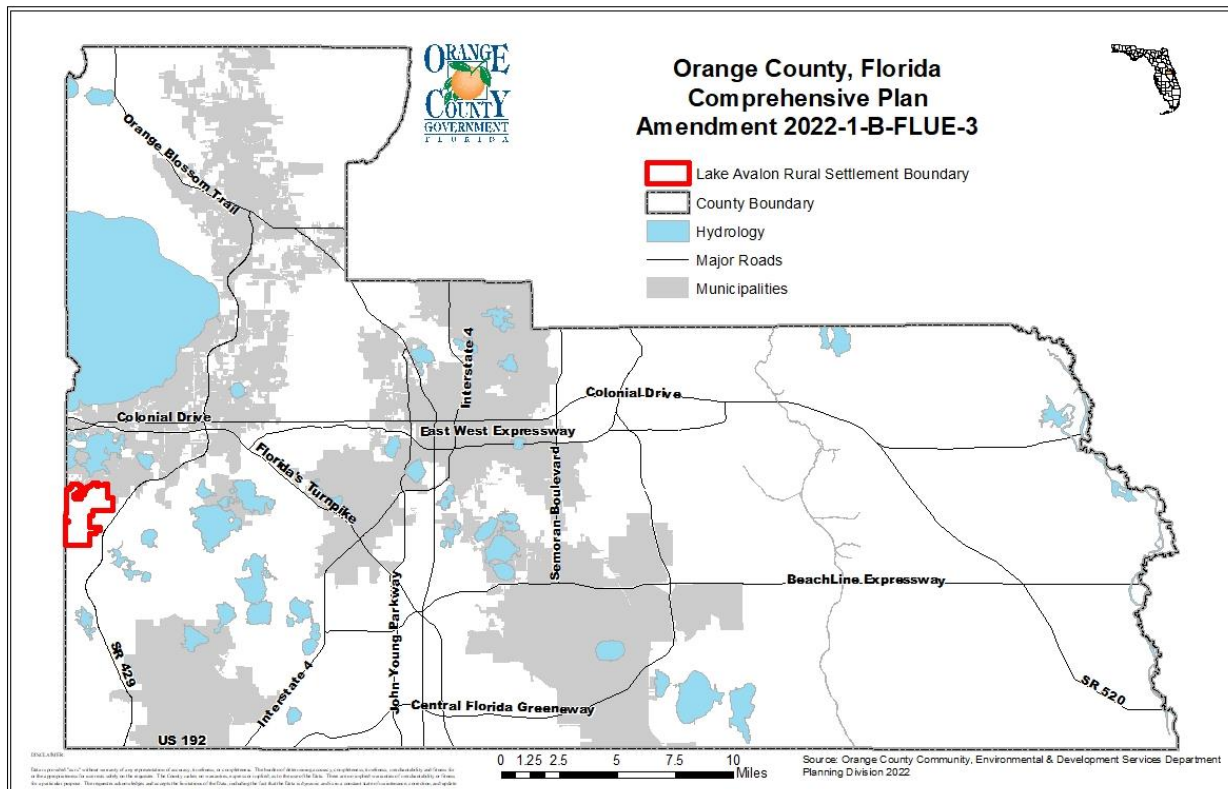 ORANGE
COUNTY
GOVERNMENT
FLORIDA
Orange County, Florida
Comprehensive Plan
Amendment 2022-1-B-FLUE-3
Lake Avalon Rural Settlement Boundary
County Boundary
Hydrology
Major Roads
Municipalities
Orange Blossom Trail
Interstate 4
Colonial Drive
Colonial Drive
East West Expressway
Florida's Turnpike
Semoran Boulevard
BeachLine Expressway
John Young Parkway
SR 429
Interstate 4
Central Florida Greeneway
SR 520
US 192
0 1.25 2.5 5 7.5 10
Miles
Source: Orange County Community, Environmental & Development Services Department
Planning Division 2022
DISCLAIMER: